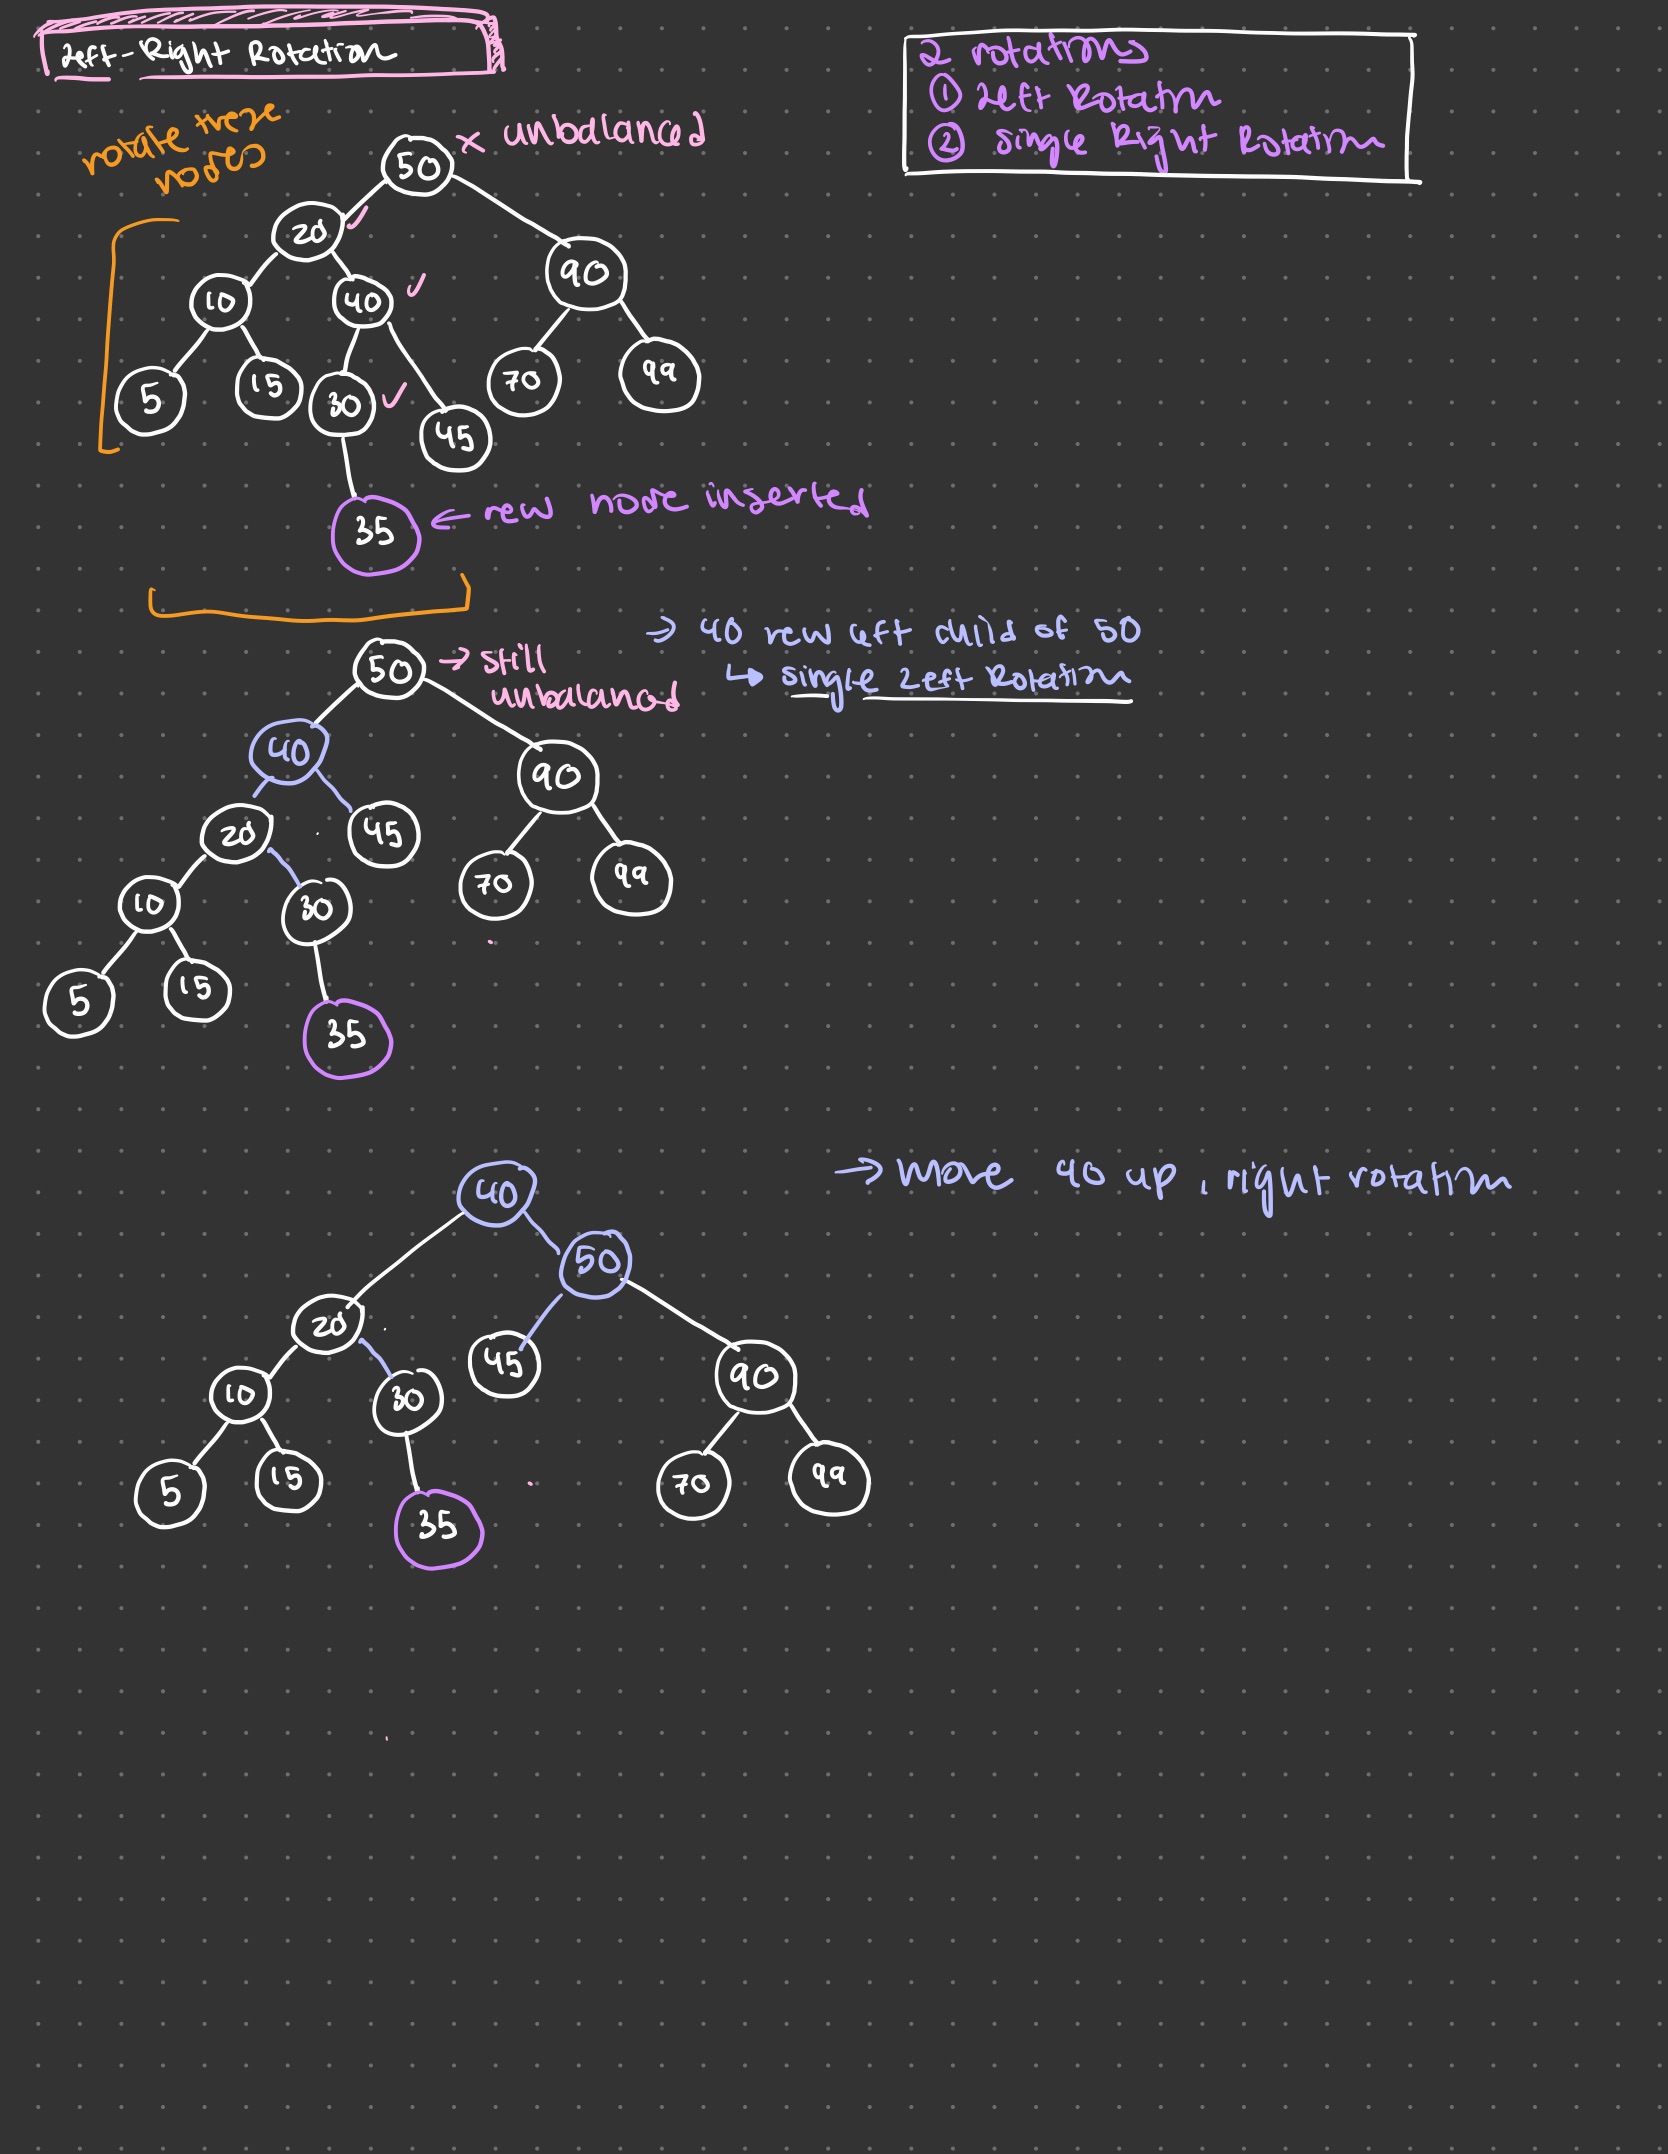 Left-Right Rotation
2 rotations
① Left Rotation
② Single Right Rotation
rotate these
nodes
50 × unbalanced
20 ✓
90
10 40 ✓
5 15 30 ✓ 70 99
45
35 ← new node inserted
→ 40 new left child of 50
↳ single Left Rotation
50 → still
unbalanced
40
90
20 45
10 30 70 99
5 15
35
→ move 40 up, right rotation
40
50
20
45 90
10 30
5 15 70 99
35